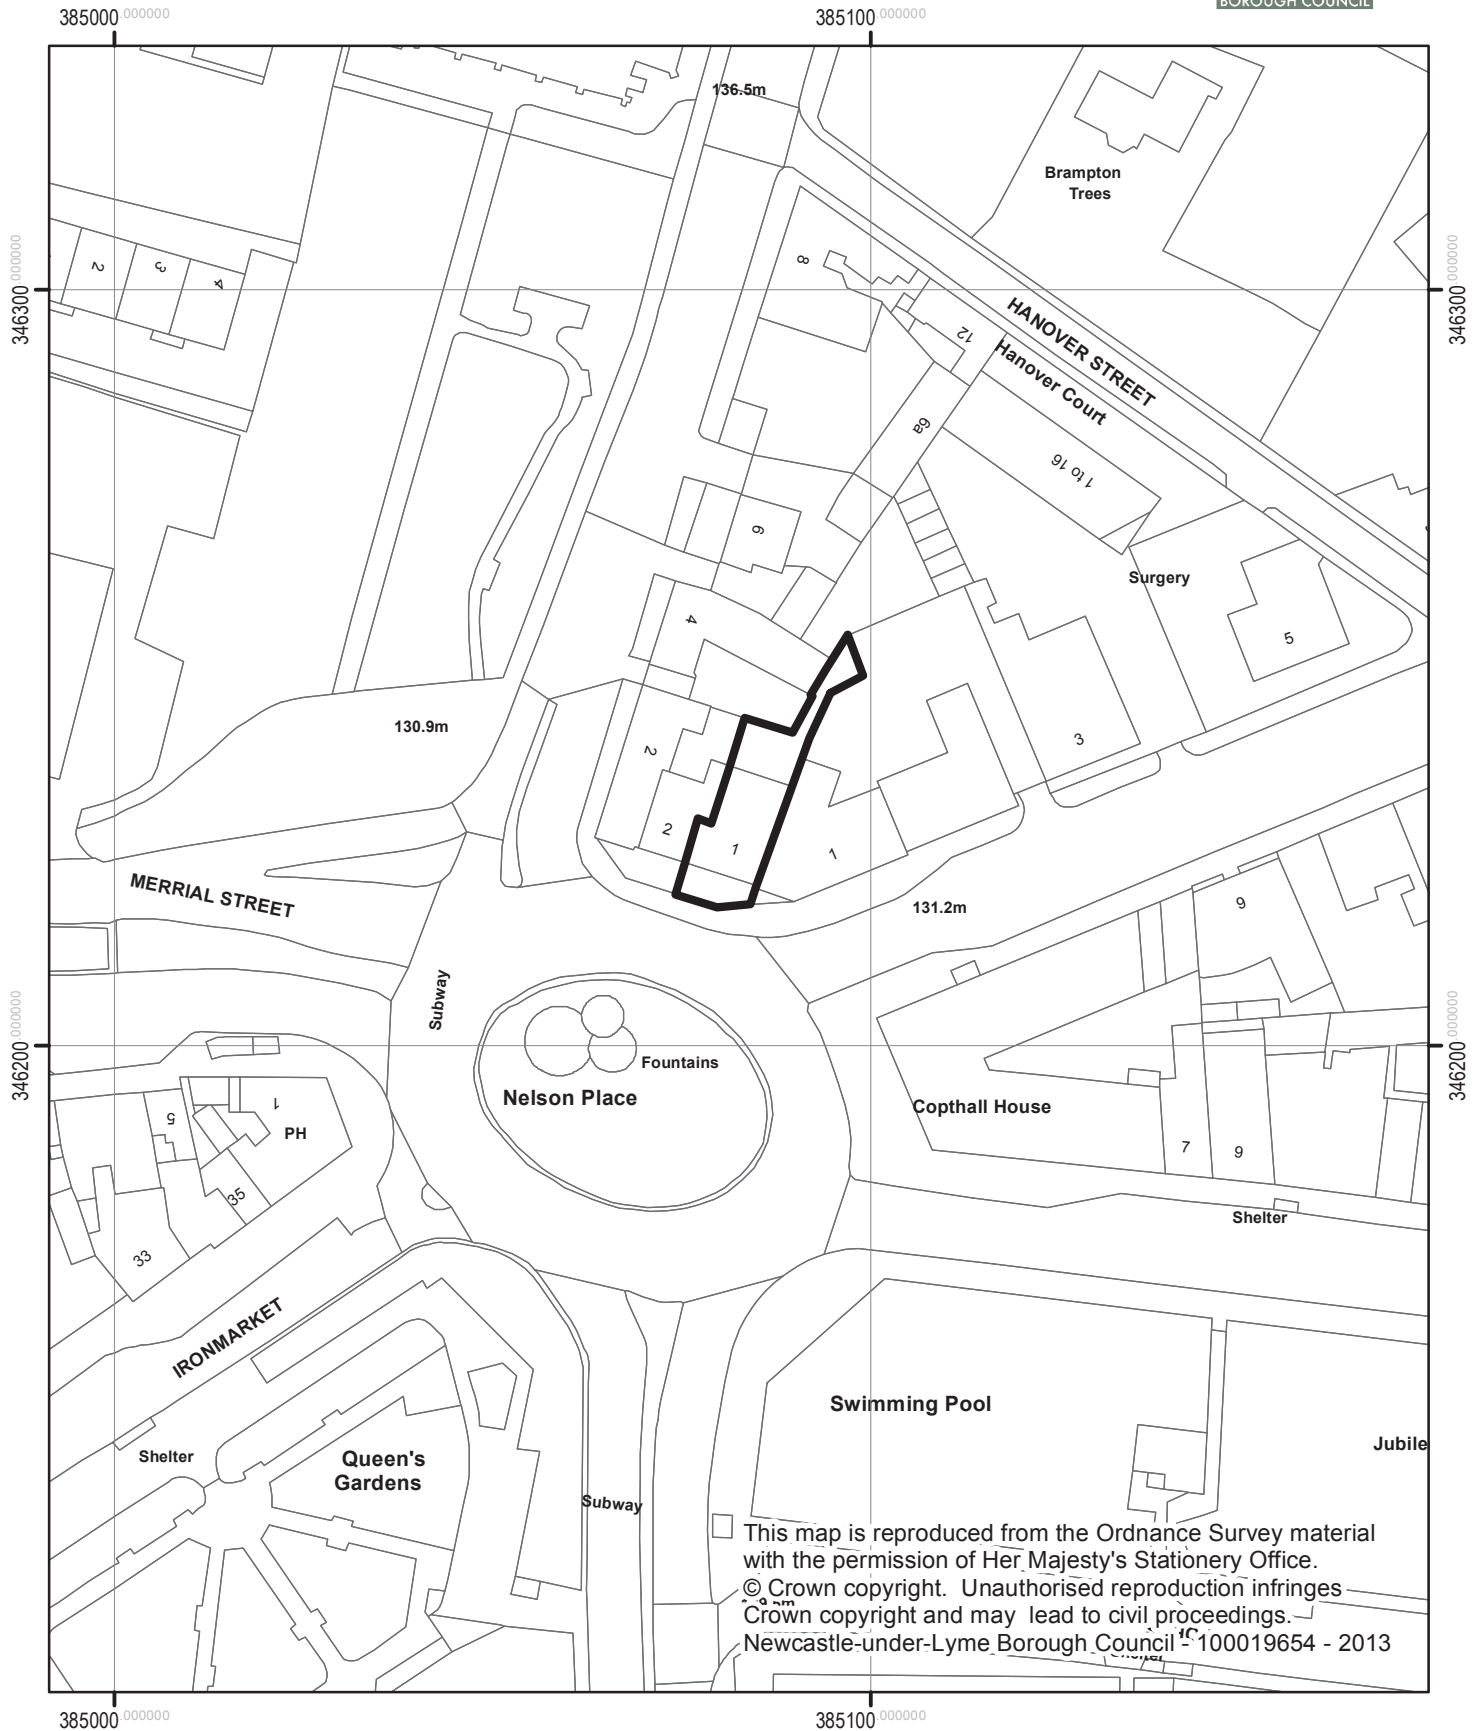 BOROUGH COUNCIL
385000.000000
385100.000000
136.5m
Brampton
Trees
346300.000000
346300.000000
2
3
4
8
HANOVER STREET
12
Hanover Court
6a
1 to 16
6
Surgery
4
5
130.9m
2
3
2
1
1
MERRIAL STREET
131.2m
9
Subway
Fountains
Nelson Place
346200.000000
346200.000000
Copthall House
5
1
PH
7
9
35
Shelter
33
IRONMARKET
Swimming Pool
Jubile
Shelter
Queen's
Gardens
Subway
This map is reproduced from the Ordnance Survey material
with the permission of Her Majesty's Stationery Office.
© Crown copyright. Unauthorised reproduction infringes
Crown copyright and may lead to civil proceedings.
Newcastle-under-Lyme Borough Council - 100019654 - 2013
Shelter
385000.000000
385100.000000